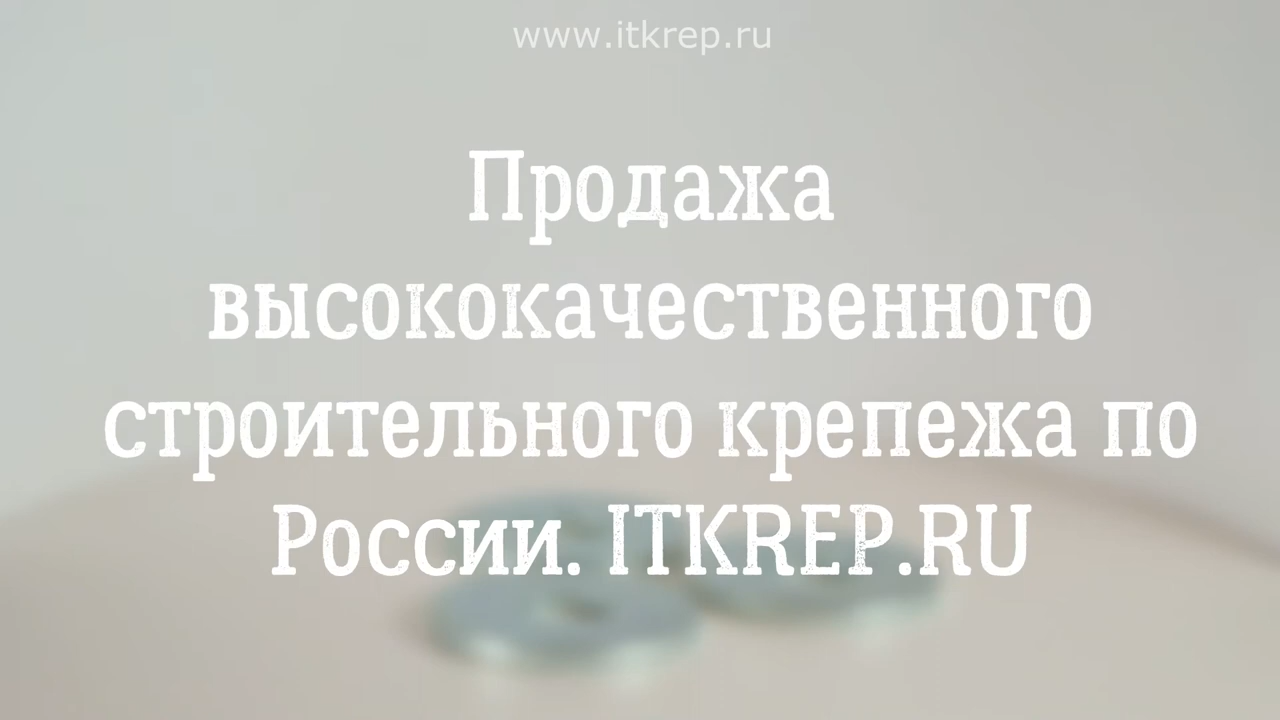 www.itkrep.ru
Продажа
высококачественного
строительного крепежа по
России. ITKREP.RU